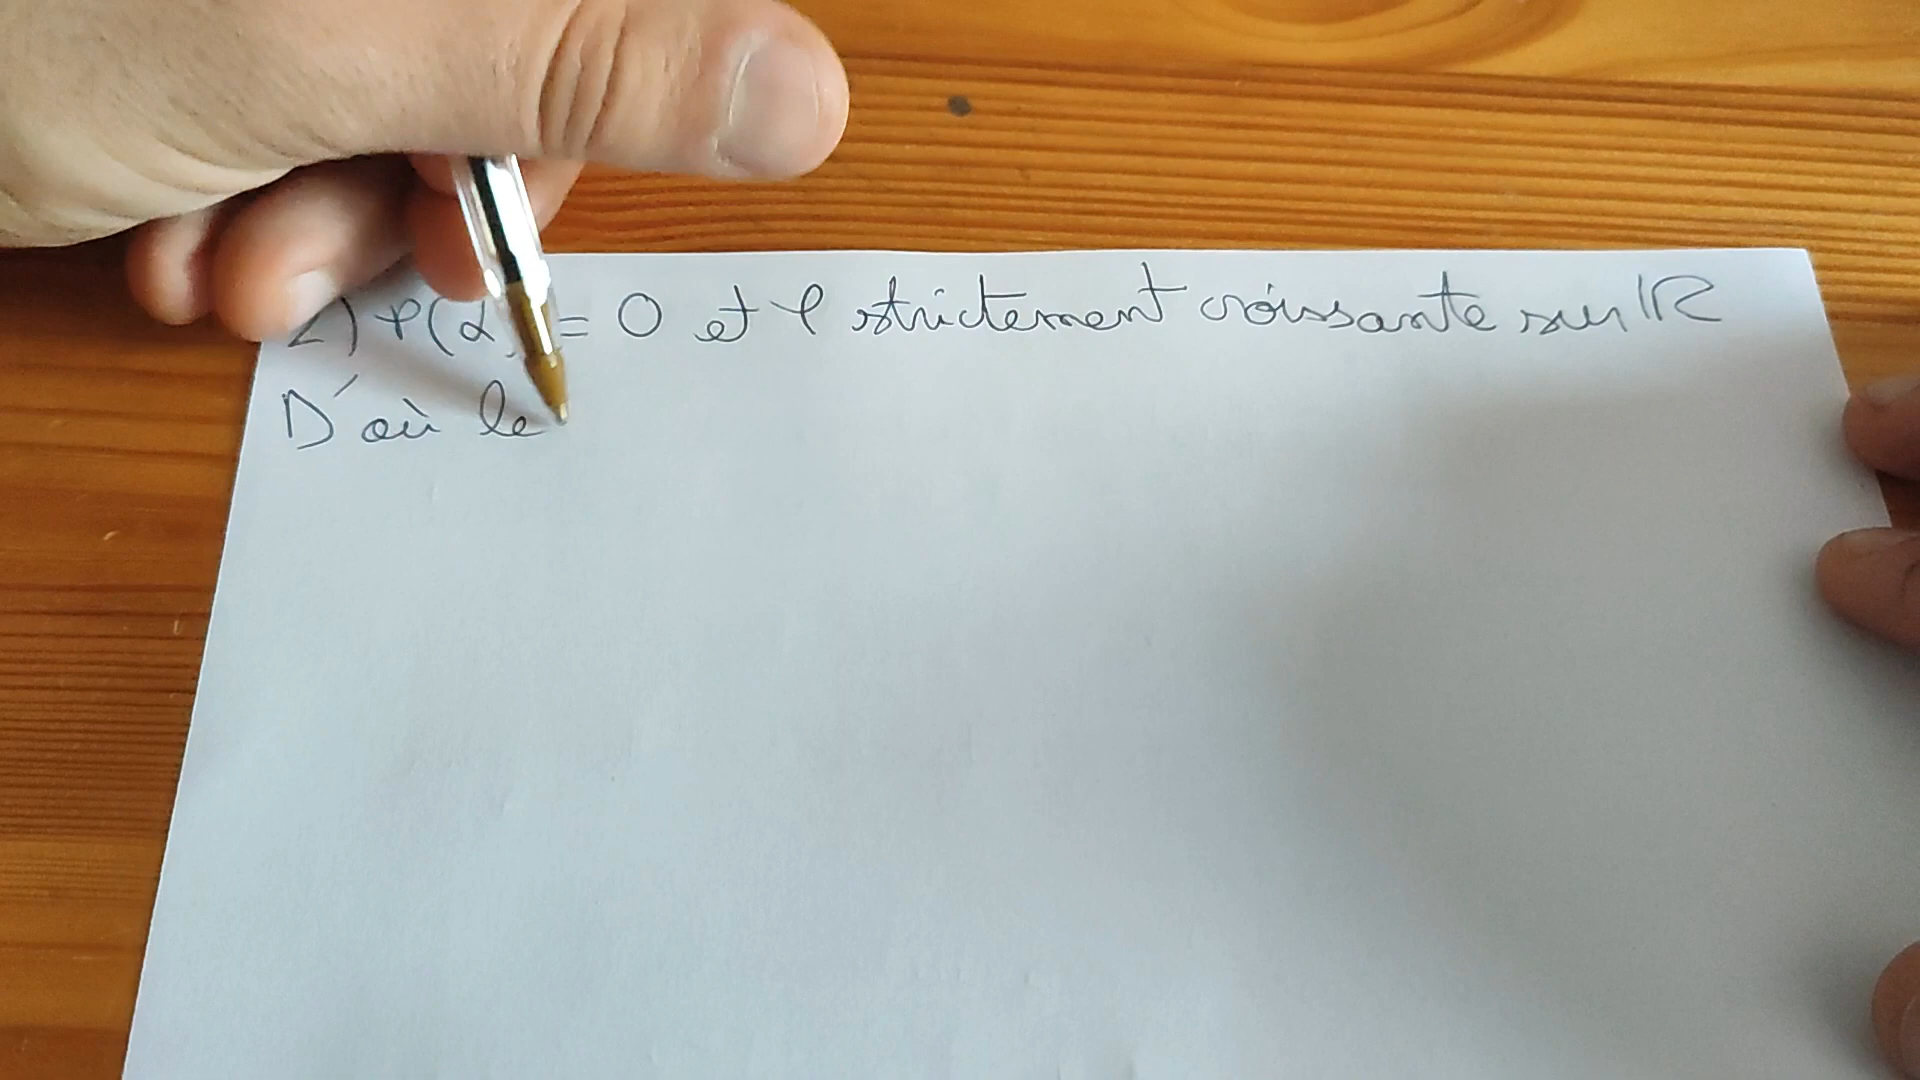 2) φ(α) = 0 et φ strictement croissante sur ℝ
D'où le